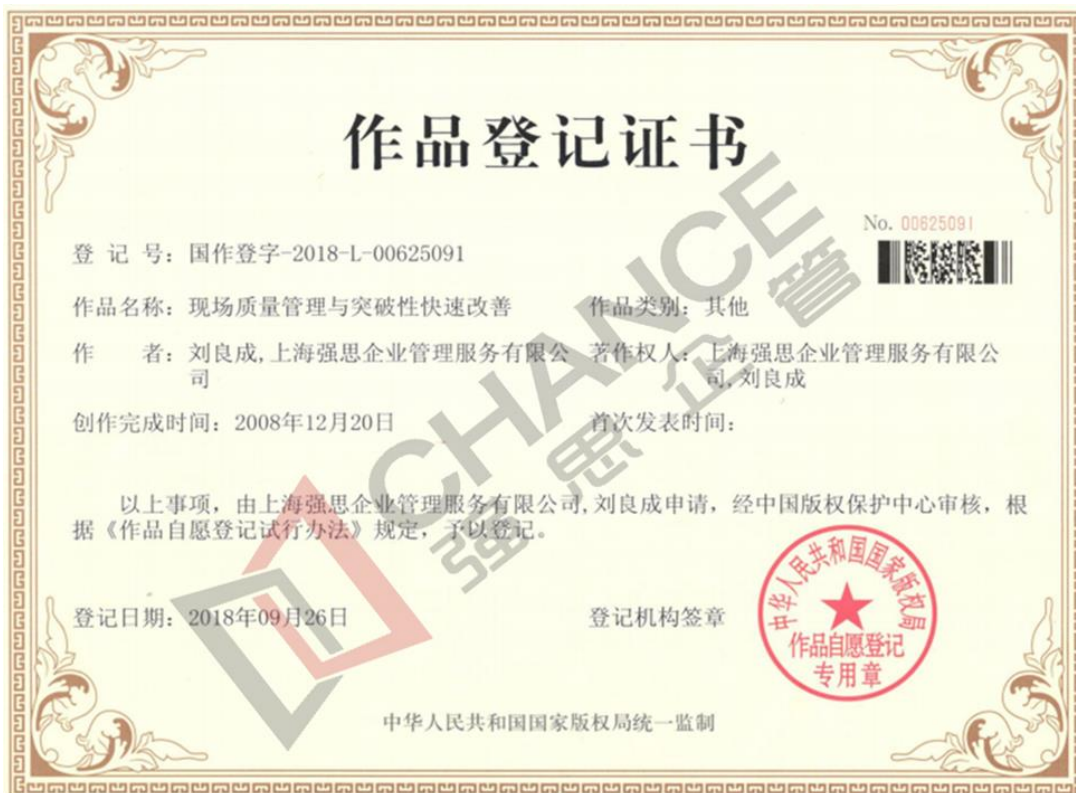 作品登记证书
No. 00625091
登 记 号：国作登字-2018-L-00625091
作品名称：现场质量管理与突破性快速改善 作品类别：其他
作 者：刘良成,上海强思企业管理服务有限公 著作权人：上海强思企业管理服务有限公
司 司,刘良成
创作完成时间：2008年12月20日 首次发表时间：
以上事项，由上海强思企业管理服务有限公司,刘良成申请，经中国版权保护中心审核，根
据《作品自愿登记试行办法》规定，予以登记。
登记日期：2018年09月26日 登记机构签章
中华人民共和国国家版权局
作品自愿登记
专用章
中华人民共和国国家版权局统一监制
CHANCE
强思企管